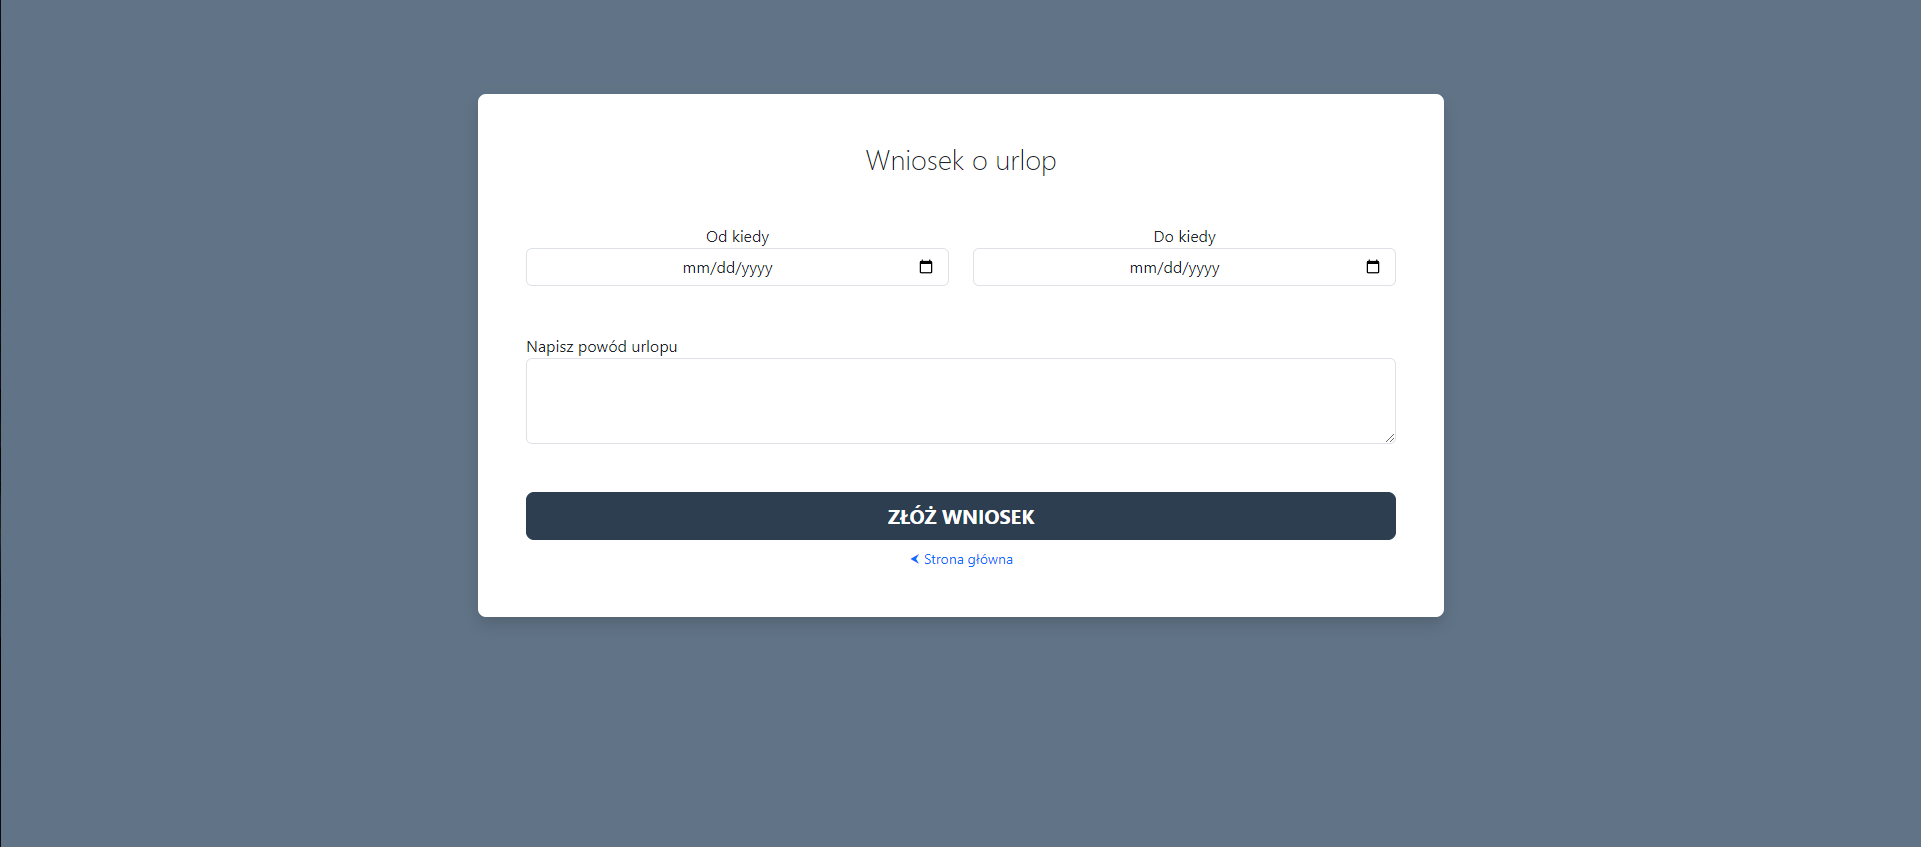 Wniosek o urlop
Od kiedy
Do kiedy
mm/dd/yyyy
mm/dd/yyyy
Napisz powód urlopu
ZŁÓŻ WNIOSEK
Strona główna